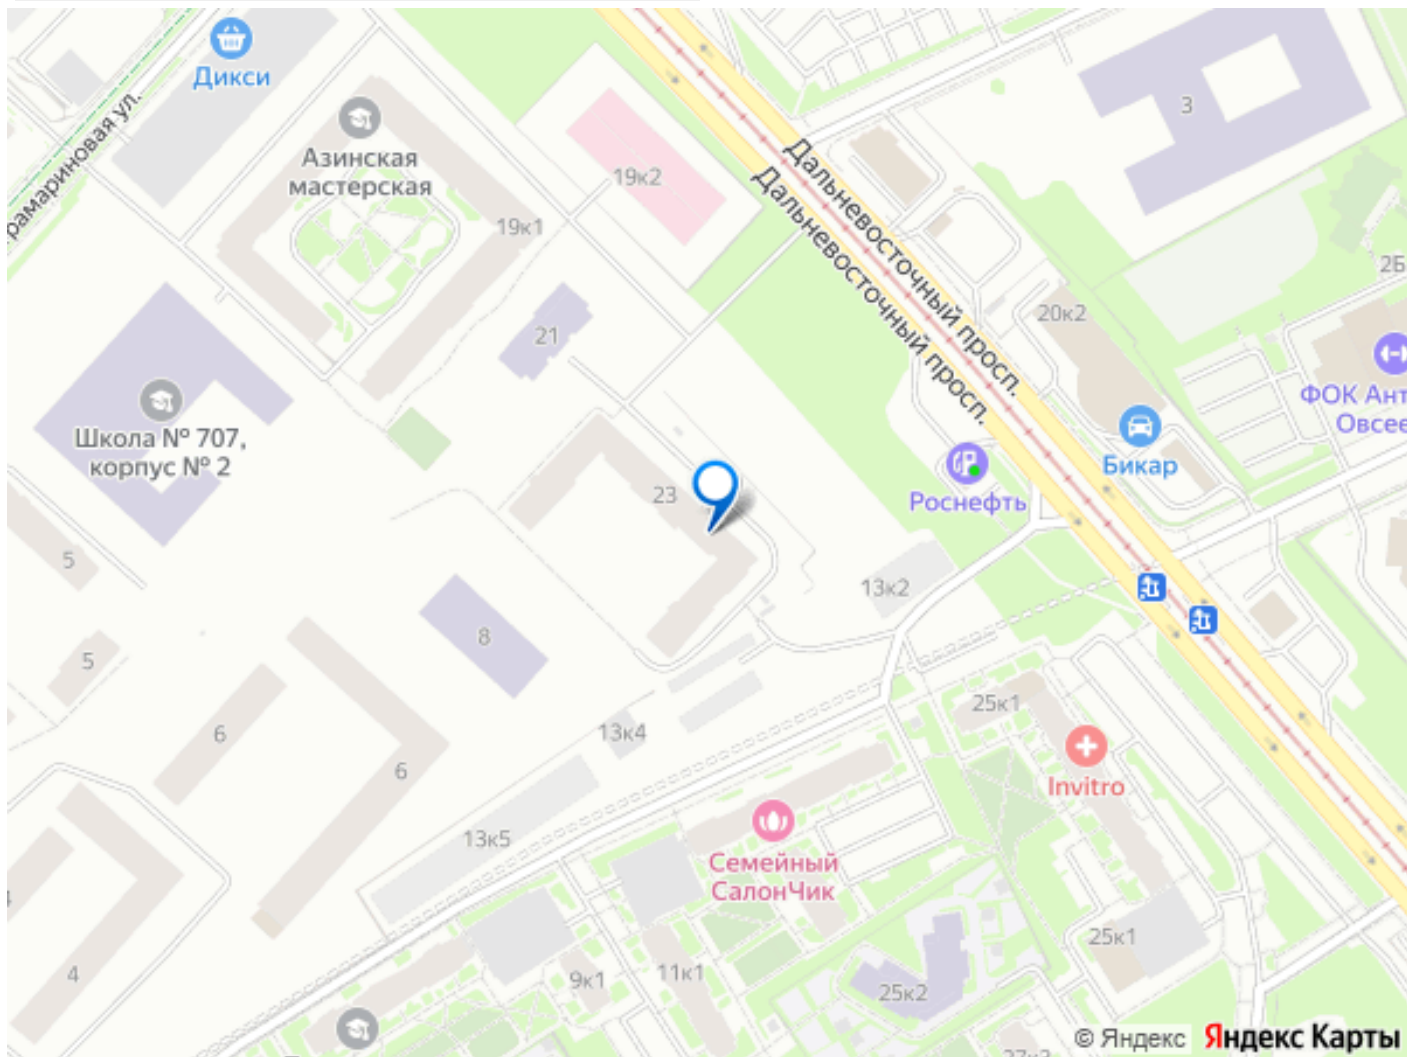 Дикси
Азинская
мастерская
19к2
3
Дальневосточный просп.
Дальневосточный просп.
19к1
2Б
20к2
21
ФОК Ант
Овсее
Школа № 707,
корпус № 2
Бикар
23
Роснефть
5
13к2
8
5
25к1
6
13к4
6
Invitro
13к5
Семейный
СалонЧик
25к1
4
9к1
11к1
25к2
© Яндекс Яндекс Карты